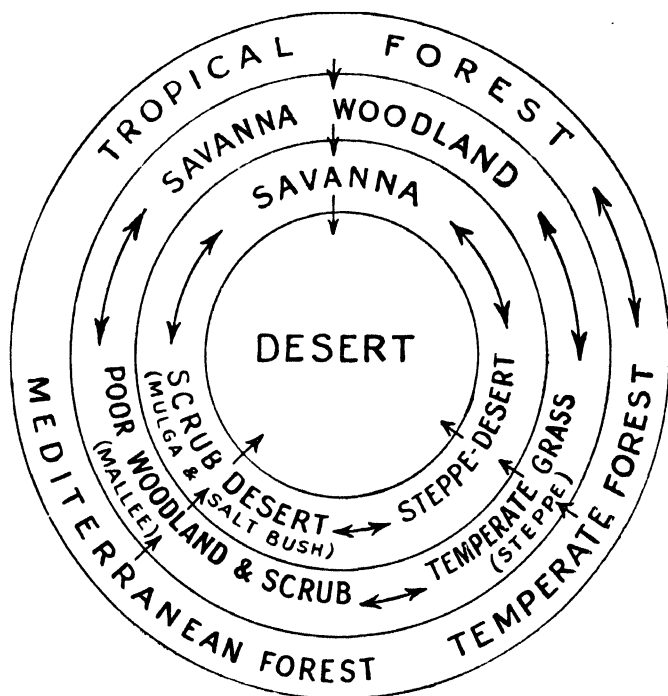 TROPICAL FOREST
SAVANNA WOODLAND
SAVANNA
DESERT
SCRUB DESERT
(MULGA & SALT BUSH)
STEPPE-DESERT
POOR WOODLAND & SCRUB
(MALLEE)
TEMPERATE GRASS
(STEPPE)
MEDITERRANEAN FOREST
TEMPERATE FOREST